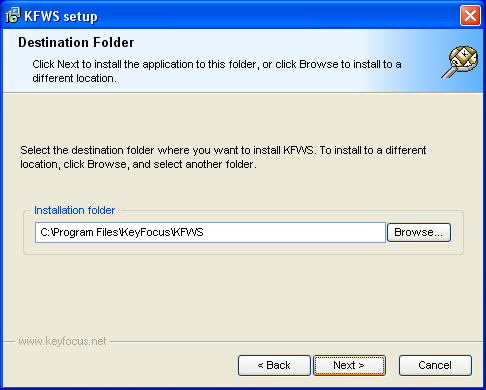 KFWS setup
Destination Folder
Click Next to install the application to this folder, or click Browse to install to a
different location.
Select the destination folder where you want to install KFWS. To install to a different
location, click Browse, and select another folder.
Installation folder
C:\Program Files\KeyFocus\KFWS
Browse...
www.keyfocus.net
< Back
Next >
Cancel